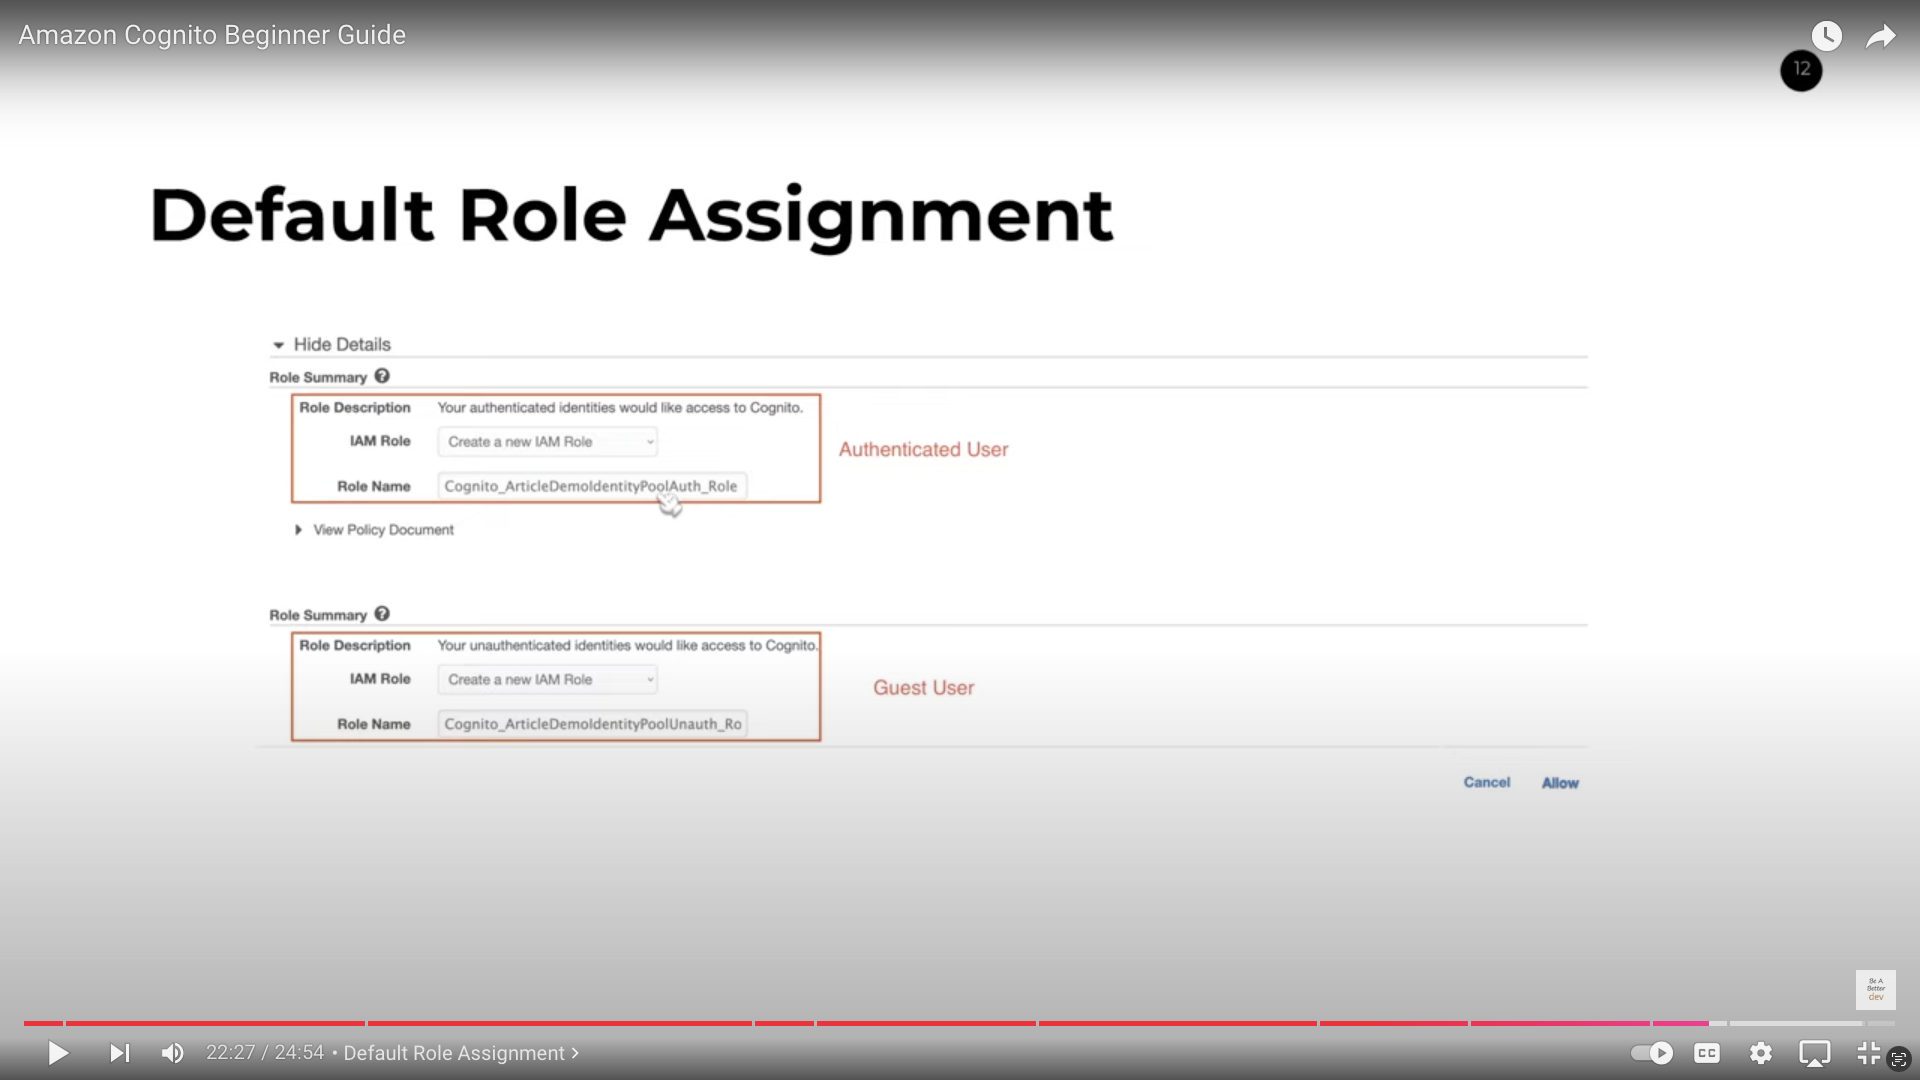 Amazon Cognito Beginner Guide
12
Default Role Assignment
Hide Details
Role Summary
Role Description Your authenticated identities would like access to Cognito.
IAM Role Create a new IAM Role
Authenticated User
Role Name Cognito_ArticleDemoIdentityPoolAuth_Role
View Policy Document
Role Summary
Role Description Your unauthenticated identities would like access to Cognito.
IAM Role Create a new IAM Role
Guest User
Role Name Cognito_ArticleDemoIdentityPoolUnauth_Ro
Cancel Allow
Be A
Better
dev
22:27 / 24:54 • Default Role Assignment
CC